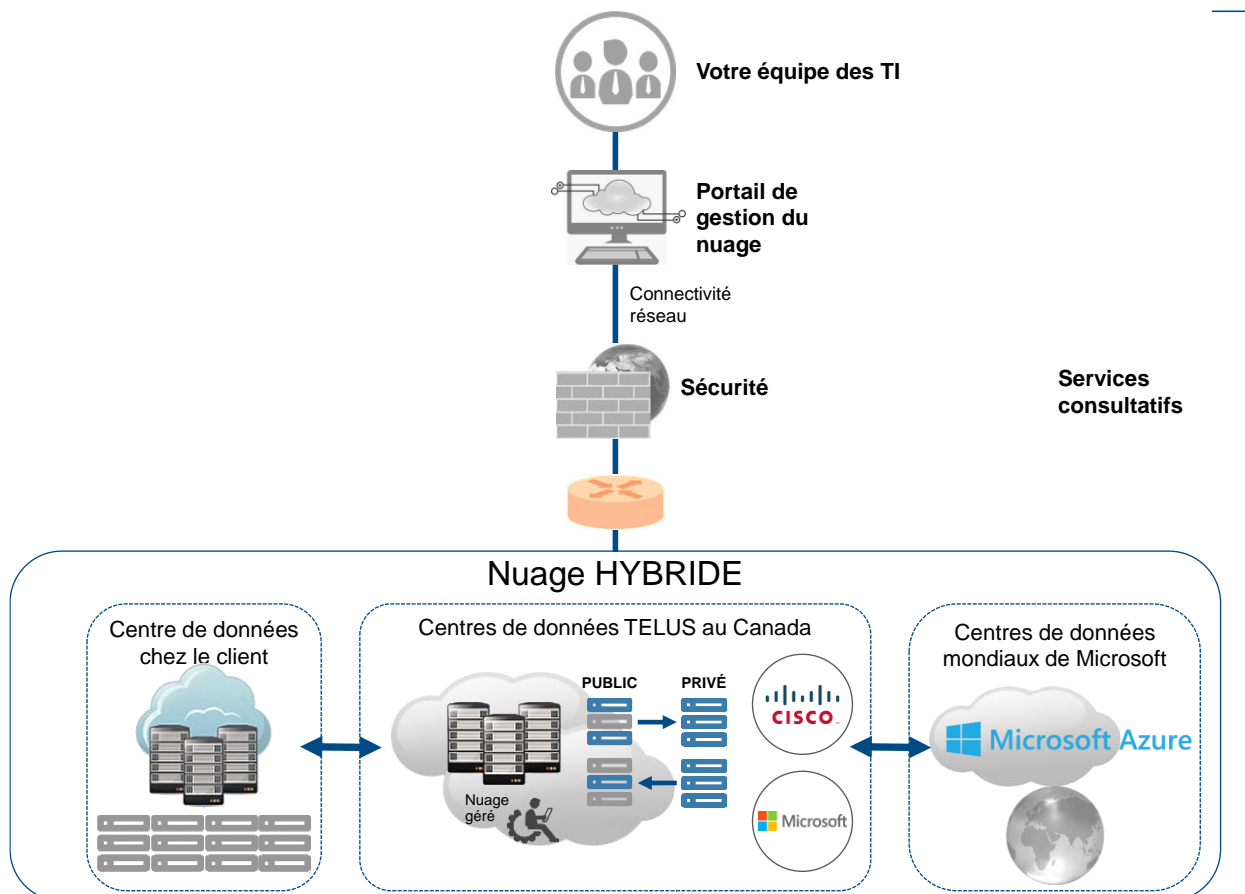 Votre équipe des TI
Portail de
gestion du
nuage
Connectivité
réseau
Sécurité
Services
consultatifs
Nuage HYBRIDE
Centre de données
chez le client
Centres de données TELUS au Canada
PUBLIC
PRIVÉ
Nuage
géré
CISCO
Microsoft
Centres de données
mondiaux de Microsoft
Microsoft Azure